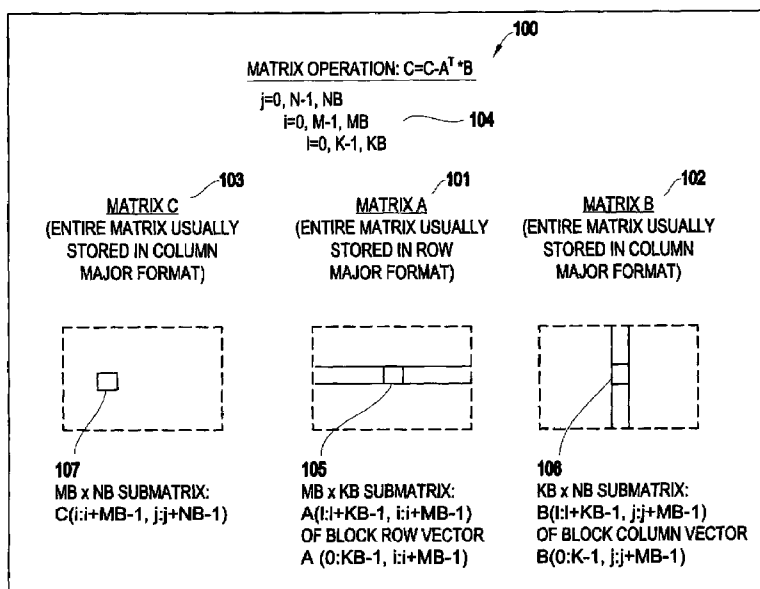 100
MATRIX OPERATION: C=C-Aᵀ*B
j=0, N-1, NB
i=0, M-1, MB
l=0, K-1, KB
104
103
MATRIX C
(ENTIRE MATRIX USUALLY
STORED IN COLUMN
MAJOR FORMAT)
101
MATRIX A
(ENTIRE MATRIX USUALLY
STORED IN ROW
MAJOR FORMAT)
102
MATRIX B
(ENTIRE MATRIX USUALLY
STORED IN COLUMN
MAJOR FORMAT)
107
MB x NB SUBMATRIX:
C(i:i+MB-1, j:j+NB-1)
105
MB x KB SUBMATRIX:
A(l:l+KB-1, i:i+MB-1)
OF BLOCK ROW VECTOR
A (0:KB-1, i:i+MB-1)
106
KB x NB SUBMATRIX:
B(l:l+KB-1, j:j+MB-1)
OF BLOCK COLUMN VECTOR
B(0:K-1, j:j+MB-1)